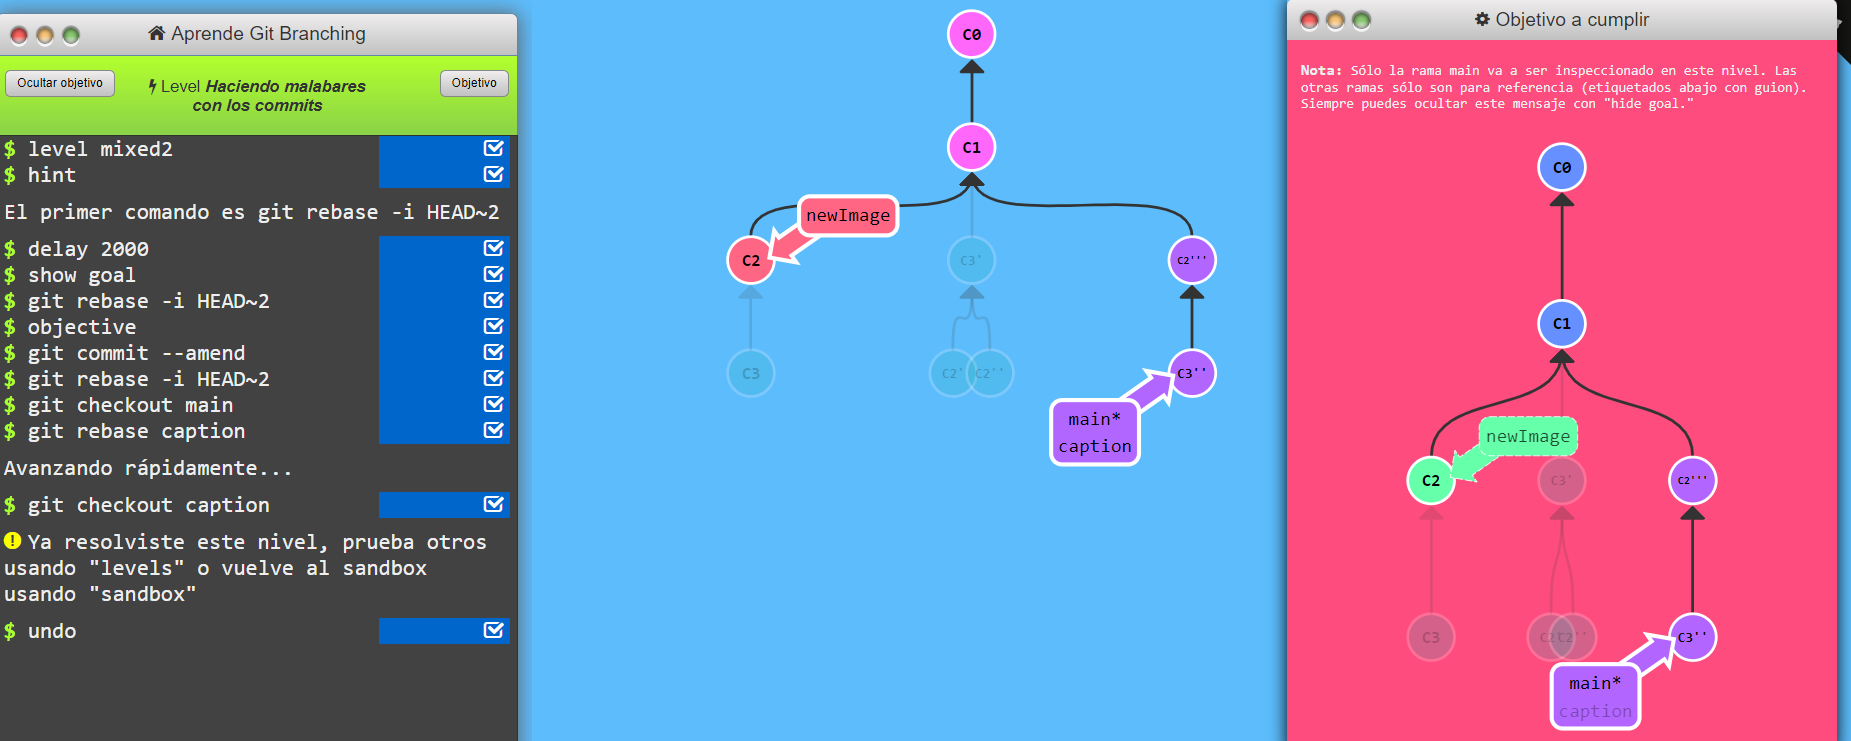 Aprende Git Branching
Ocultar objetivo
Level Haciendo malabares
con los commits
Objetivo
$ level mixed2
$ hint
El primer comando es git rebase -i HEAD~2
$ delay 2000
$ show goal
$ git rebase -i HEAD~2
$ objective
$ git commit --amend
$ git rebase -i HEAD~2
$ git checkout main
$ git rebase caption
Avanzando rápidamente...
$ git checkout caption
Ya resolviste este nivel, prueba otros
usando "levels" o vuelve al sandbox
usando "sandbox"
$ undo
C0
C1
newImage
C2
C3'
C2'''
C3
C2'
C2''
C3''
main*
caption
Objetivo a cumplir
Nota: Sólo la rama main va a ser inspeccionado en este nivel. Las
otras ramas sólo son para referencia (etiquetados abajo con guion).
Siempre puedes ocultar este mensaje con "hide goal."
C0
C1
newImage
C2
C3'
C2'''
C3
C2'
C2''
C3''
main*
caption